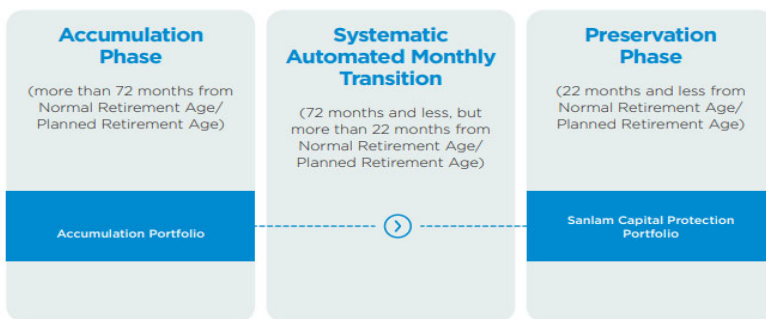 Accumulation
Phase
(more than 72 months from
Normal Retirement Age/
Planned Retirement Age)
Accumulation Portfolio
Systematic
Automated Monthly
Transition
(72 months and less, but
more than 22 months from
Normal Retirement Age/
Planned Retirement Age)
Preservation
Phase
(22 months and less from
Normal Retirement Age/
Planned Retirement Age)
Sanlam Capital Protection
Portfolio